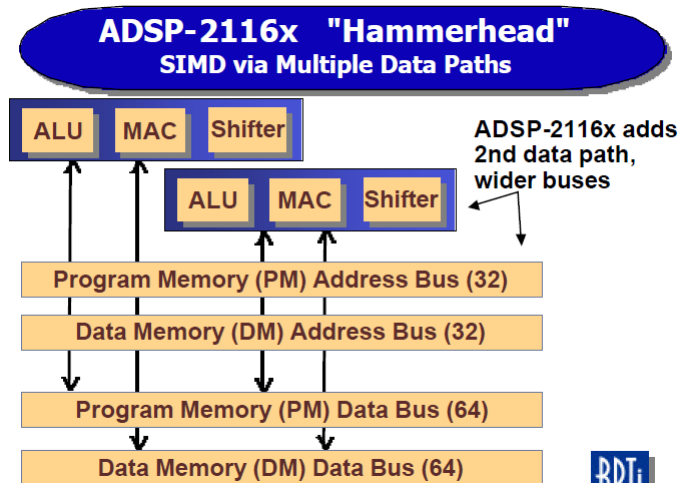 ADSP-2116x "Hammerhead"
SIMD via Multiple Data Paths
ALU MAC Shifter
ADSP-2116x adds
2nd data path,
wider buses
ALU MAC Shifter
Program Memory (PM) Address Bus (32)
Data Memory (DM) Address Bus (32)
Program Memory (PM) Data Bus (64)
Data Memory (DM) Data Bus (64)
BDTi